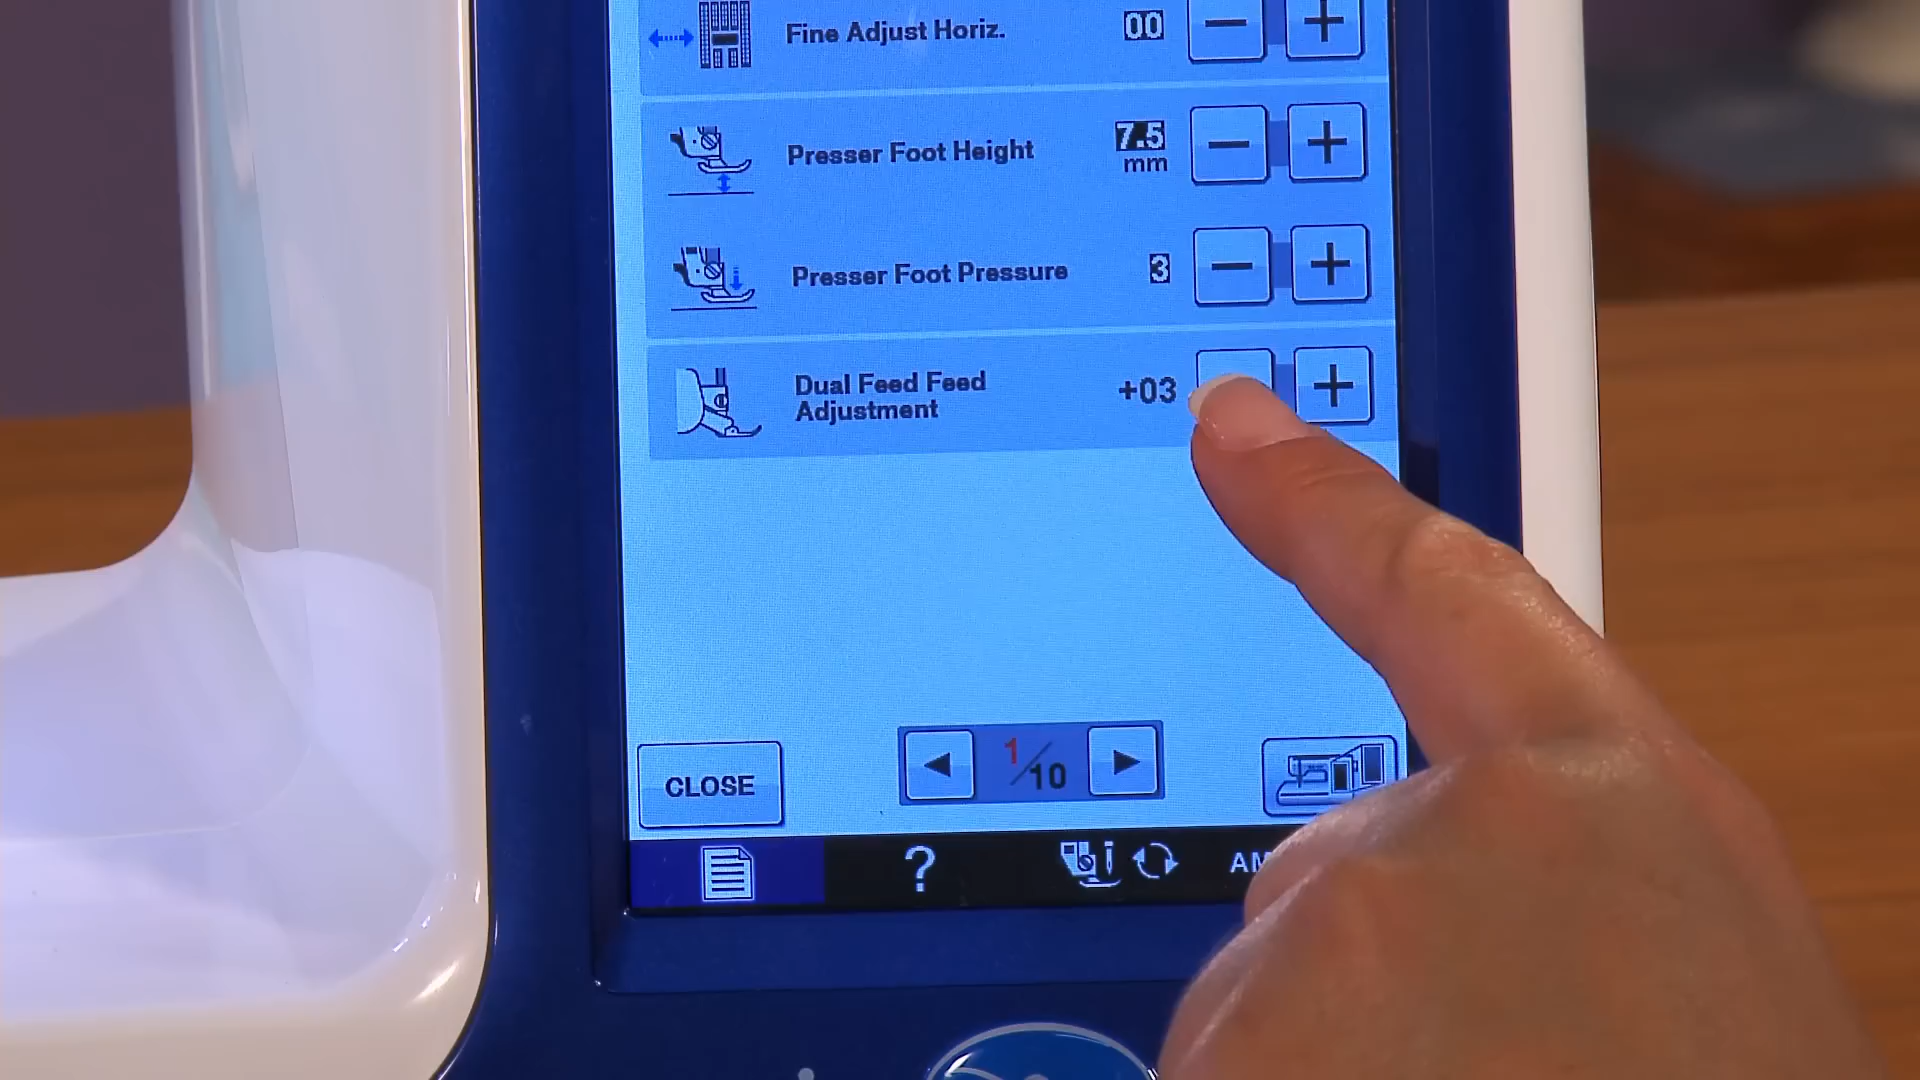 Fine Adjust Horiz. 00 − +
Presser Foot Height 7.5 − +
mm
Presser Foot Pressure 3 − +
Dual Feed Feed
Adjustment +03 +
1/10
CLOSE
?